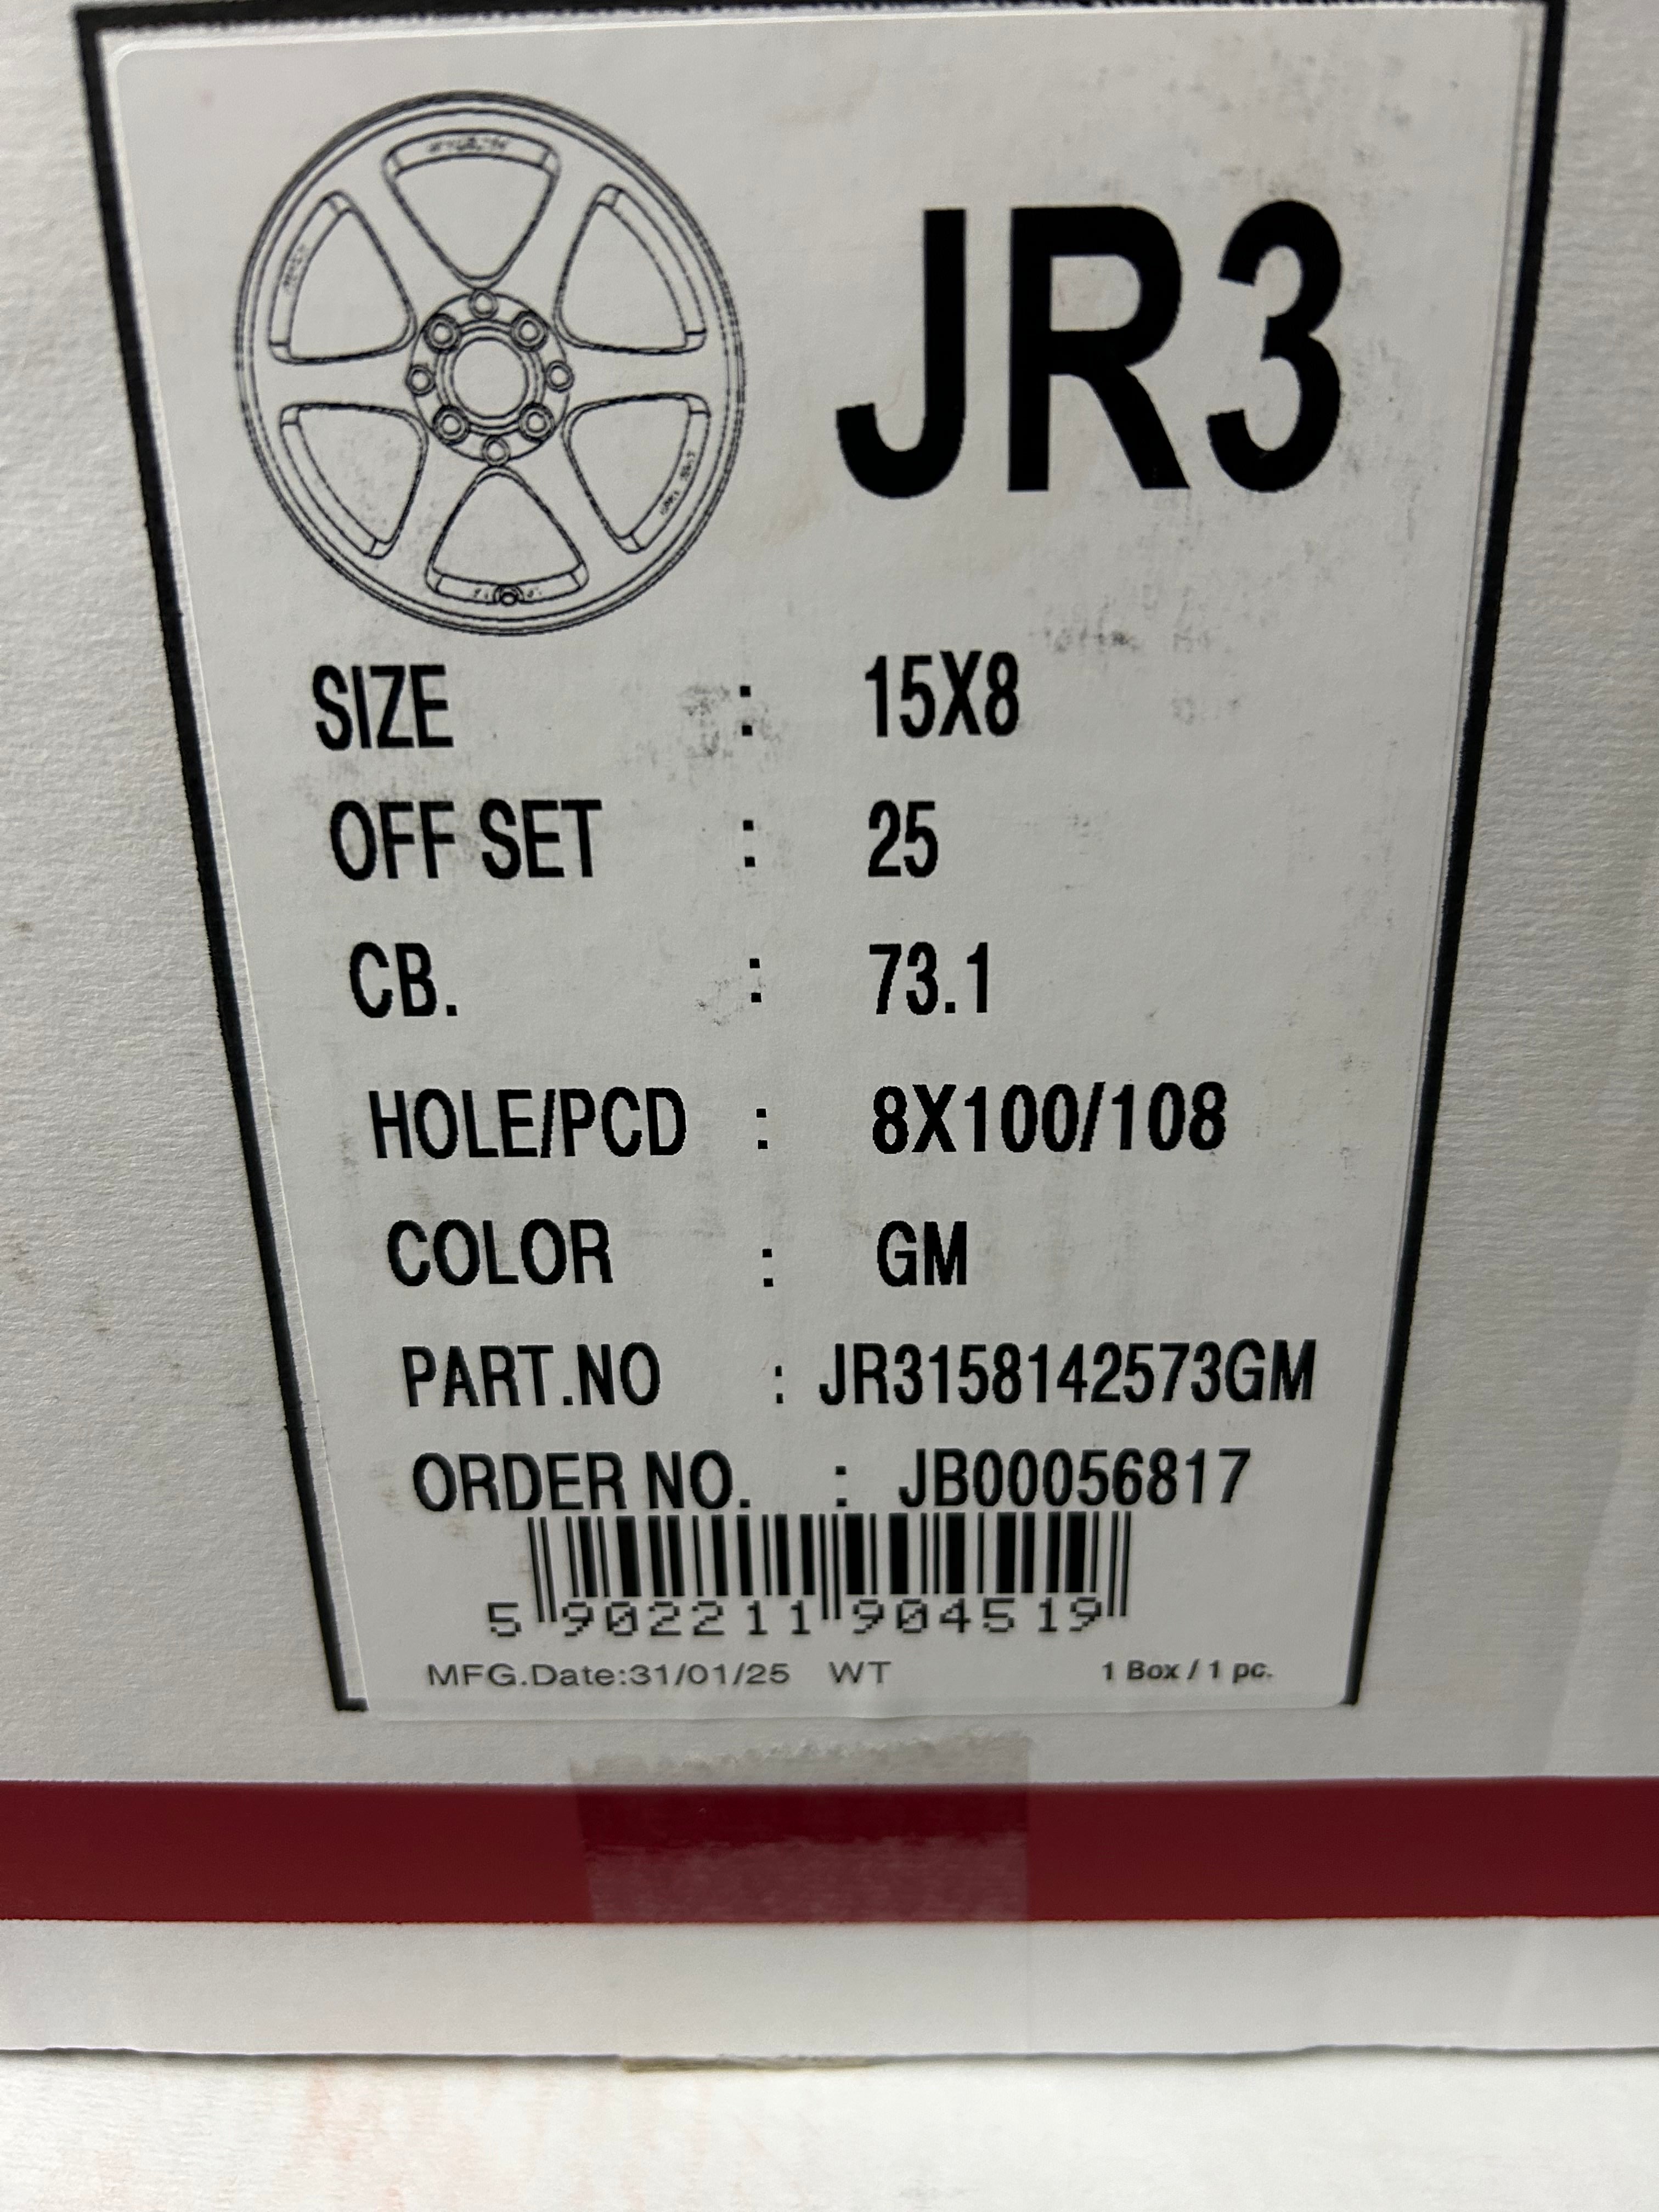 JR3
SIZE : 15X8
OFF SET : 25
CB. : 73.1
HOLE/PCD : 8X100/108
COLOR : GM
PART.NO : JR3158142573GM
ORDER NO. : JB00056817
5 902211 904519
MFG.Date:31/01/25 WT 1 Box / 1 pc.